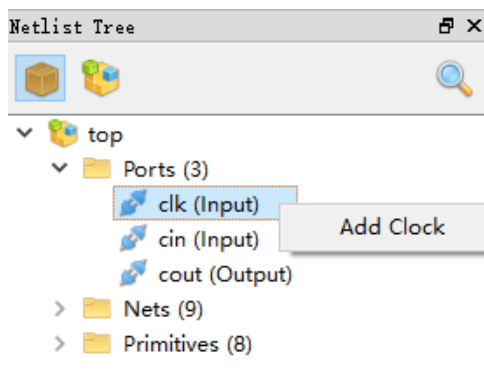 Netlist Tree
top
Ports (3)
clk (Input)
Add Clock
cin (Input)
cout (Output)
Nets (9)
Primitives (8)